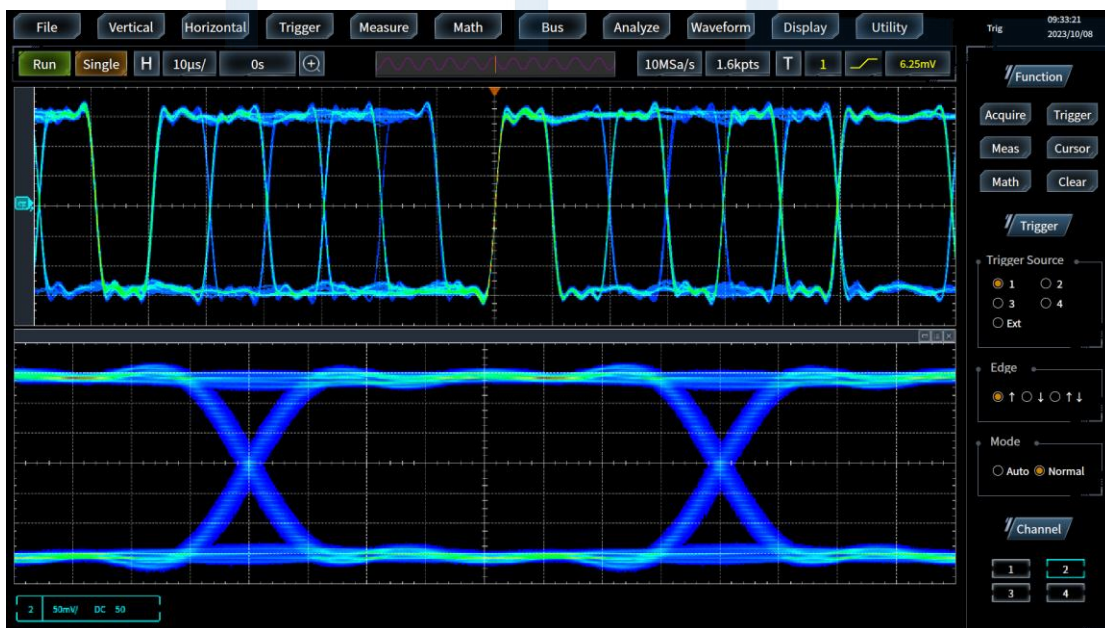 File Vertical Horizontal Trigger Measure Math Bus Analyze Waveform Display Utility
Trig
09:33:21
2023/10/08
Run Single H 10μs/ 0s 10MSa/s 1.6kpts T 1 6.25mV
Function
Acquire Trigger
Meas Cursor
Math Clear
Trigger
Trigger Source
1 2
3 4
Ext
Edge
↑ ↓ ↑↓
Mode
Auto Normal
Channel
1 2
3 4
2 50mV/ DC 50